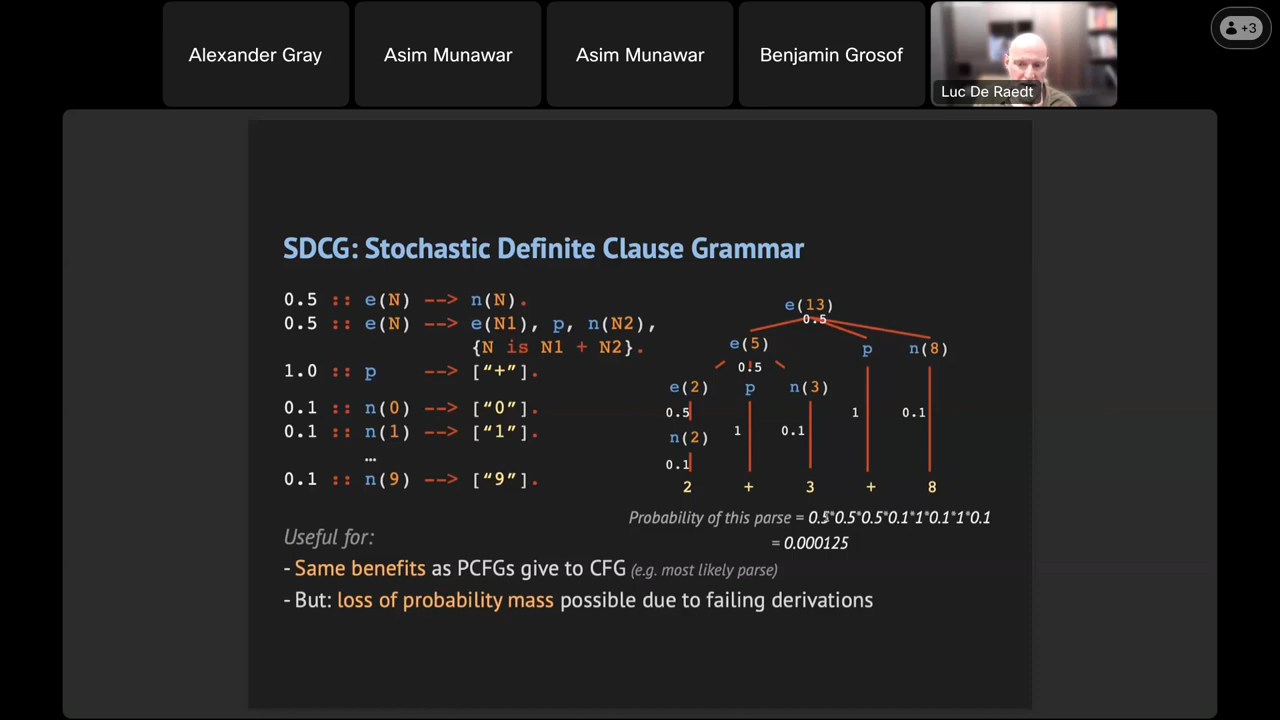 Alexander Gray
Asim Munawar
Asim Munawar
Benjamin Grosof
Luc De Raedt
+3
SDCG: Stochastic Definite Clause Grammar
0.5 :: e(N) --> n(N).
0.5 :: e(N) --> e(N1), p, n(N2),
{N is N1 + N2}.
1.0 :: p --> ["+"].
0.1 :: n(0) --> ["0"].
0.1 :: n(1) --> ["1"].
…
0.1 :: n(9) --> ["9"].
e(13)
0.5
e(5) p n(8)
0.5
e(2) p n(3)
0.5 1 0.1
1 0.1
n(2)
0.1
2 + 3 + 8
Probability of this parse = 0.5*0.5*0.5*0.1*1*0.1*1*0.1
= 0.000125
Useful for:
- Same benefits as PCFGs give to CFG (e.g. most likely parse)
- But: loss of probability mass possible due to failing derivations